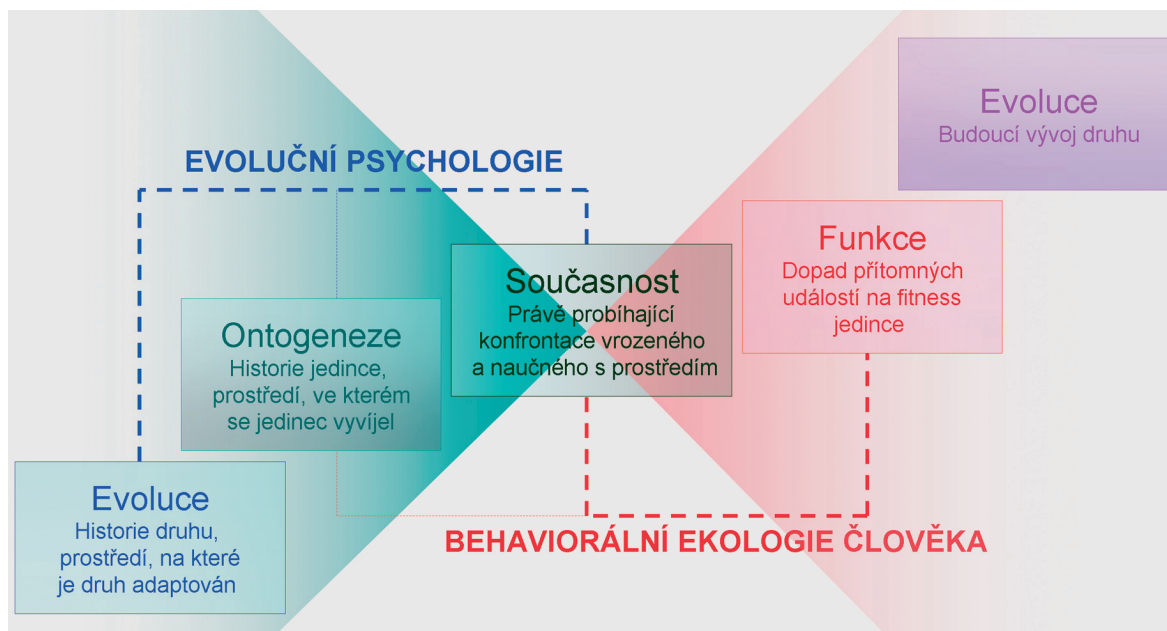 Evoluce
Budoucí vývoj druhu
EVOLUČNÍ PSYCHOLOGIE
Funkce
Dopad přítomných
událostí na fitness
jedince
Současnost
Právě probíhající
konfrontace vrozeného
a naučného s prostředím
Ontogeneze
Historie jedince,
prostředí, ve kterém
se jedinec vyvíjel
Evoluce
Historie druhu,
prostředí, na které
je druh adaptován
BEHAVIORÁLNÍ EKOLOGIE ČLOVĚKA